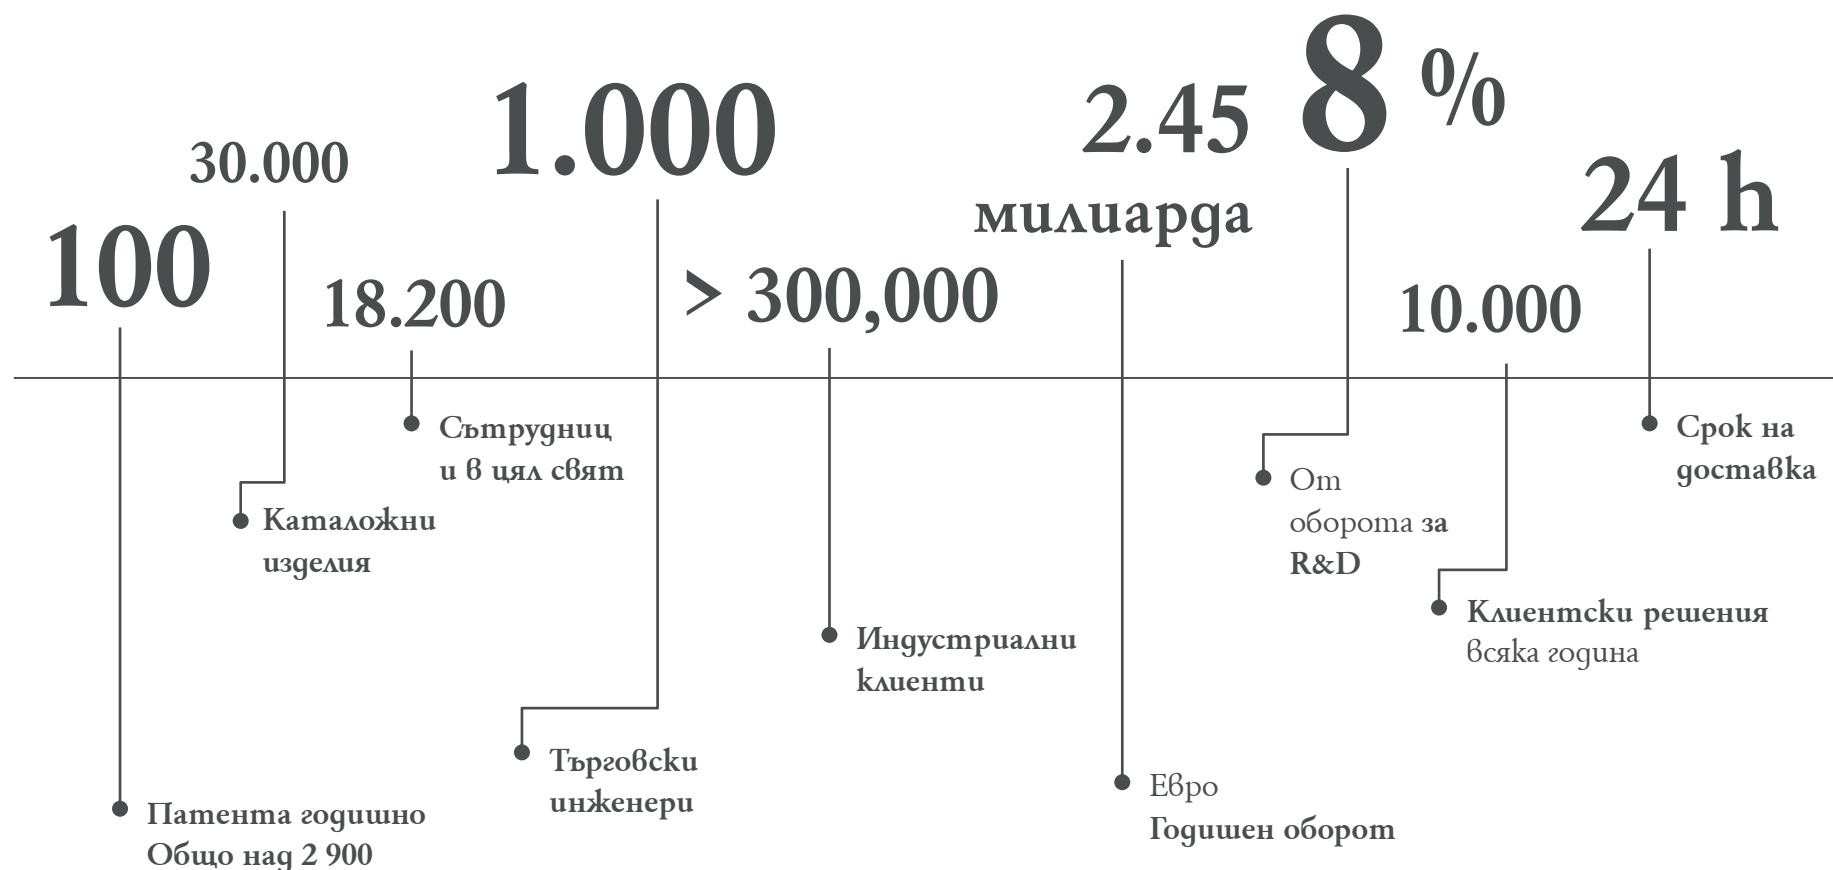 100
Патента годишно
Общо над 2 900
30.000
Каталожни
изделия
18.200
Сътрудниц
и в цял свят
1.000
Търговски
инженери
> 300,000
Индустриални
клиенти
2.45
милиарда
Евро
Годишен оборот
8 %
От
оборота за
R&D
10.000
Клиентски решения
всяка година
24 h
Срок на
доставка